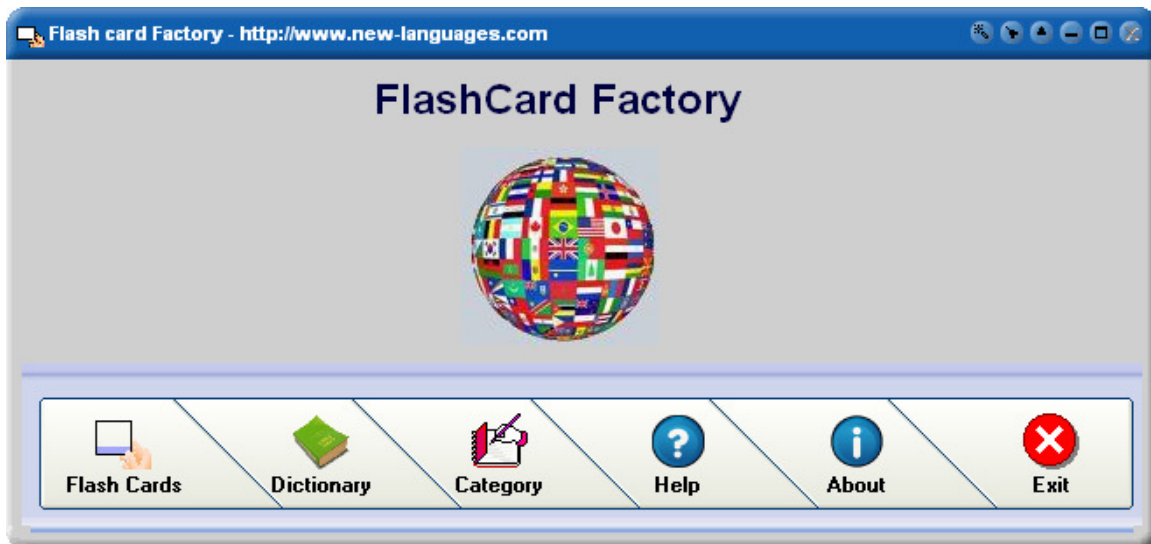 Flash card Factory - http://www.new-languages.com
FlashCard Factory
Flash Cards
Dictionary
Category
Help
About
Exit